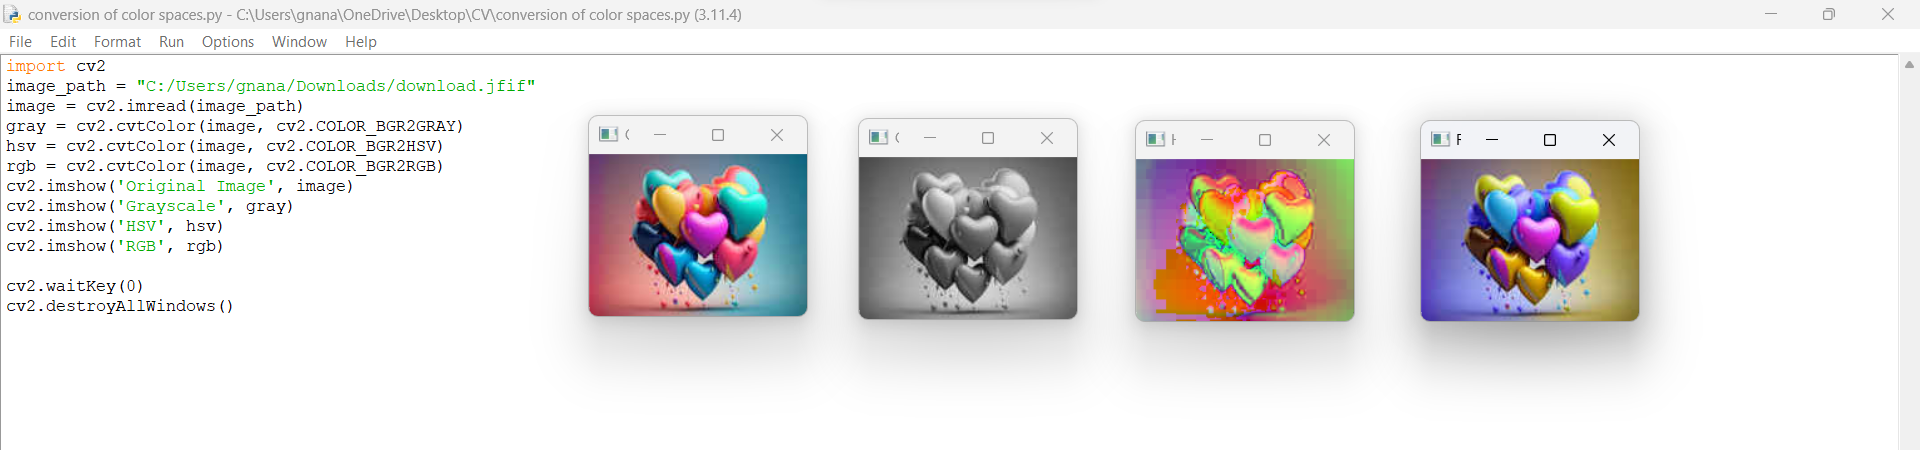 conversion of color spaces.py - C:\Users\gnana\OneDrive\Desktop\CV\conversion of color spaces.py (3.11.4)
File Edit Format Run Options Window Help
import cv2
image_path = "C:/Users/gnana/Downloads/download.jfif"
image = cv2.imread(image_path)
gray = cv2.cvtColor(image, cv2.COLOR_BGR2GRAY)
hsv = cv2.cvtColor(image, cv2.COLOR_BGR2HSV)
rgb = cv2.cvtColor(image, cv2.COLOR_BGR2RGB)
cv2.imshow('Original Image', image)
cv2.imshow('Grayscale', gray)
cv2.imshow('HSV', hsv)
cv2.imshow('RGB', rgb)
cv2.waitKey(0)
cv2.destroyAllWindows()